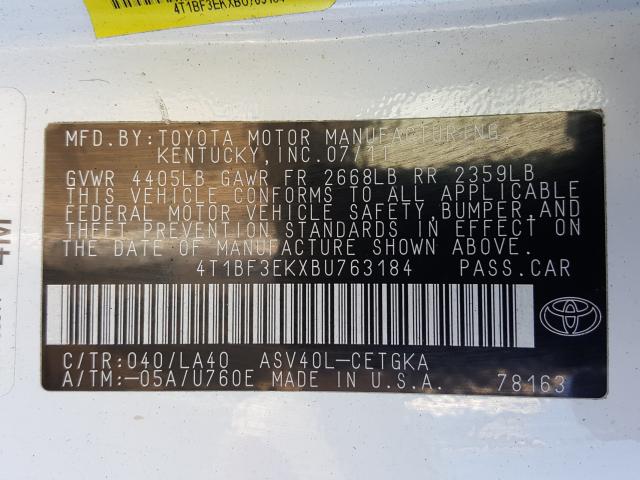 4T1BF3EKXBU763184
MFD.BY:TOYOTA MOTOR MANUFACTURING,
KENTUCKY, INC.07/11
GVWR 4405LB GAWR FR 2668LB RR 2359LB
THIS VEHICLE CONFORMS TO ALL APPLICABLE
FEDERAL MOTOR VEHICLE SAFETY,BUMPER,AND
THEFT PREVENTION STANDARDS IN EFFECT ON
THE DATE OF MANUFACTURE SHOWN ABOVE.
4T1BF3EKXBU763184 PASS.CAR
C/TR:040/LA40 ASV40L-CETGKA
A/TM:-05A/U760E MADE IN U.S.A. 78163
4M